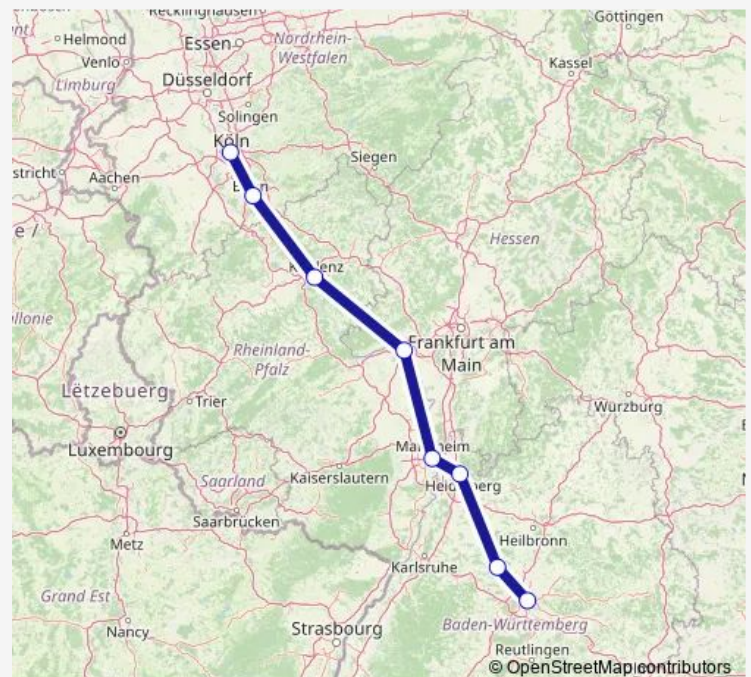 Recklinghausen
Göttingen
Helmond
Essen
Nordrhein-
Westfalen
Venlo
Kassel
Düsseldorf
Limburg
Solingen
Köln
Siegen
Aachen
Hessen
Frankfurt am
Main
Rheinland-
Pfalz
Lëtzebuerg
Trier
Würzburg
Luxembourg
Kaiserslautern
Saarland
Saarbrücken
Heilbronn
Metz
Karlsruhe
Grand Est
Nancy
Strasbourg
Baden-Württemberg
Reutlingen
© OpenStreetMap contributors